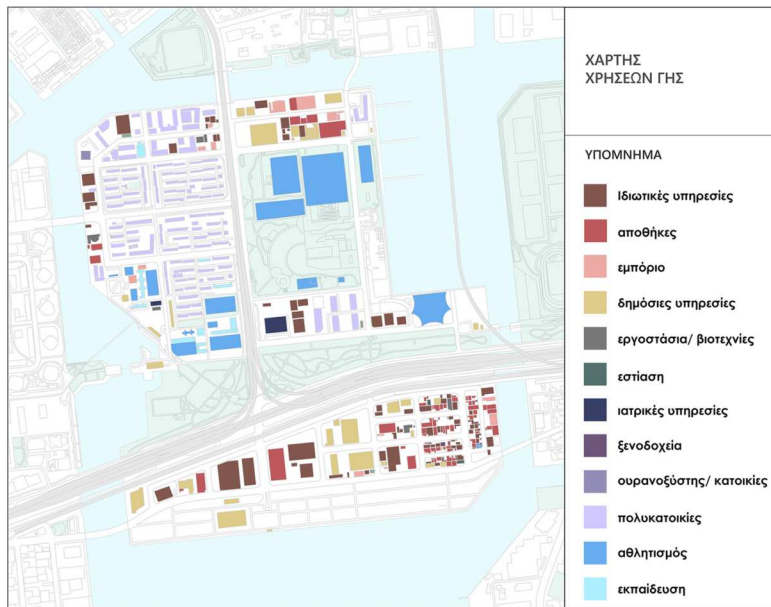 ΧΑΡΤΗΣ
ΧΡΗΣΕΩΝ ΓΗΣ
ΥΠΟΜΝΗΜΑ
Ιδιωτικές υπηρεσίες
αποθήκες
εμπόριο
δημόσιες υπηρεσίες
εργοστάσια/ βιοτεχνίες
εστίαση
ιατρικές υπηρεσίες
ξενοδοχεία
ουρανοξύστης/ κατοικίες
πολυκατοικίες
αθλητισμός
εκπαίδευση